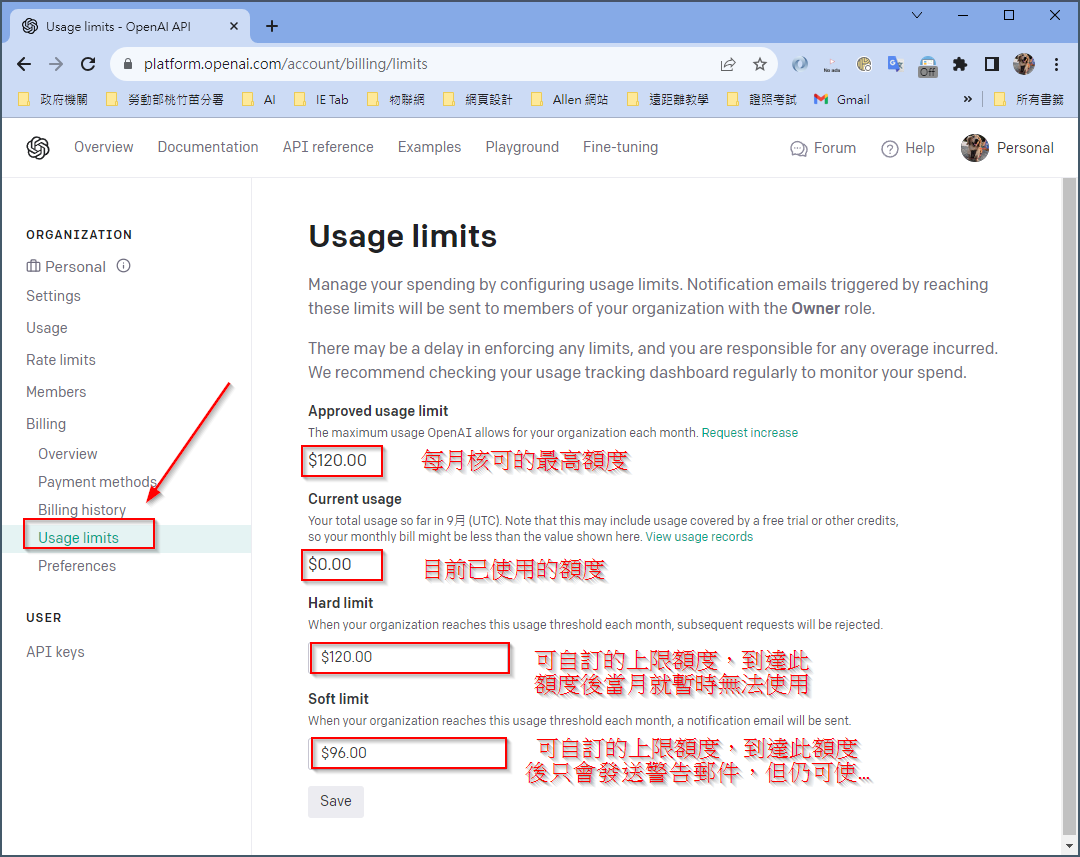 Usage limits - OpenAI API
platform.openai.com/account/billing/limits
No ads
Off
政府機關 勞動部桃竹苗分署 AI IE Tab 物聯網 網頁設計 Allen 網站 遠距離教學 證照考試 Gmail » 所有書籤
Overview Documentation API reference Examples Playground Fine-tuning Forum Help Personal
ORGANIZATION
Personal
Settings
Usage
Rate limits
Members
Billing
Overview
Payment methods
Billing history
Usage limits
Preferences
USER
API keys
Usage limits
Manage your spending by configuring usage limits. Notification emails triggered by reaching
these limits will be sent to members of your organization with the Owner role.
There may be a delay in enforcing any limits, and you are responsible for any overage incurred.
We recommend checking your usage tracking dashboard regularly to monitor your spend.
Approved usage limit
The maximum usage OpenAI allows for your organization each month. Request increase
$120.00 每月核可的最高額度
Current usage
Your total usage so far in 9月 (UTC). Note that this may include usage covered by a free trial or other credits,
so your monthly bill might be less than the value shown here. View usage records
$0.00 目前已使用的額度
Hard limit
When your organization reaches this usage threshold each month, subsequent requests will be rejected.
$120.00
可自訂的上限額度，到達此
額度後當月就暫時無法使用
Soft limit
When your organization reaches this usage threshold each month, a notification email will be sent.
$96.00
可自訂的上限額度，到達此額度
後只會發送警告郵件，但仍可使...
Save